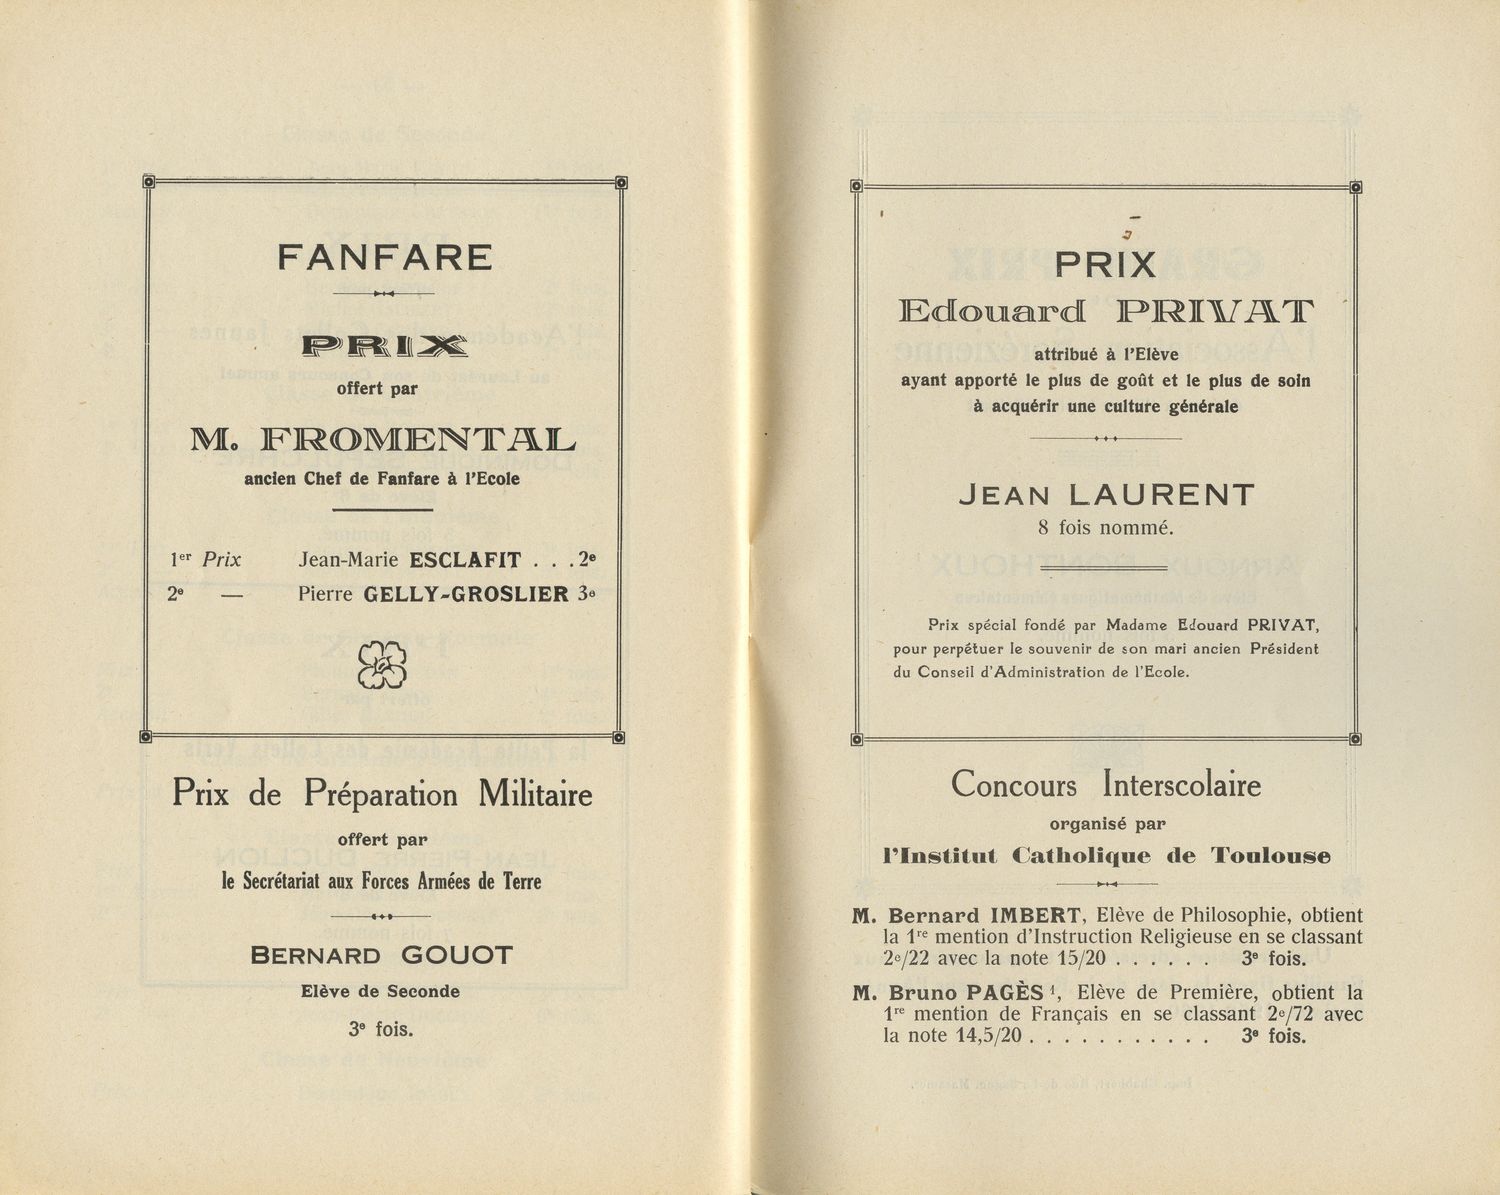 FANFARE
PRIX
offert par
M. FROMENTAL
ancien Chef de Fanfare à l'Ecole
1er Prix Jean-Marie ESCLAFIT . . . 2e
2e — Pierre GELLY-GROSLIER 3e
Prix de Préparation Militaire
offert par
le Secrétariat aux Forces Armées de Terre
BERNARD GOUOT
Elève de Seconde
3e fois.
PRIX
Edouard PRIVAT
attribué à l'Elève
ayant apporté le plus de goût et le plus de soin
à acquérir une culture générale
JEAN LAURENT
8 fois nommé.
Prix spécial fondé par Madame Edouard PRIVAT,
pour perpétuer le souvenir de son mari ancien Président
du Conseil d'Administration de l'Ecole.
Concours Interscolaire
organisé par
l'Institut Catholique de Toulouse
M. Bernard IMBERT, Elève de Philosophie, obtient
la 1re mention d'Instruction Religieuse en se classant
2e/22 avec la note 15/20 . . . . . . 3e fois.
M. Bruno PAGÈS 1, Elève de Première, obtient la
1re mention de Français en se classant 2e/72 avec
la note 14,5/20 . . . . . . . . . . . 3e fois.